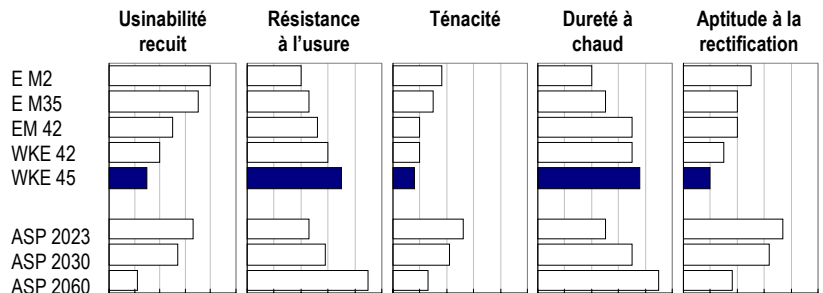 Usinabilité recuit
Résistance à l'usure
Ténacité
Dureté à chaud
Aptitude à la rectification
E M2
E M35
EM 42
WKE 42
WKE 45
ASP 2023
ASP 2030
ASP 2060